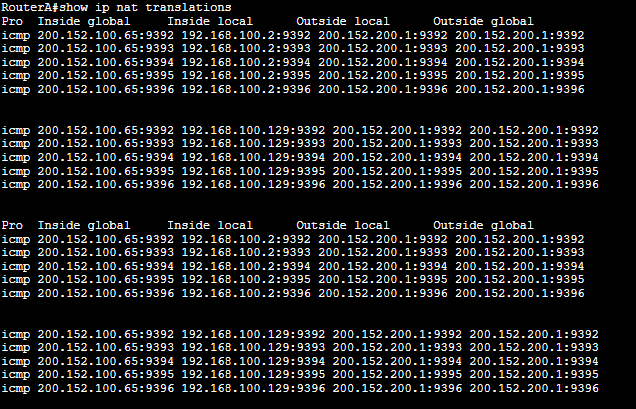 RouterA#show ip nat translations
Pro  Inside global     Inside local       Outside local      Outside global
icmp 200.152.100.65:9392 192.168.100.2:9392 200.152.200.1:9392 200.152.200.1:9392
icmp 200.152.100.65:9393 192.168.100.2:9393 200.152.200.1:9393 200.152.200.1:9393
icmp 200.152.100.65:9394 192.168.100.2:9394 200.152.200.1:9394 200.152.200.1:9394
icmp 200.152.100.65:9395 192.168.100.2:9395 200.152.200.1:9395 200.152.200.1:9395
icmp 200.152.100.65:9396 192.168.100.2:9396 200.152.200.1:9396 200.152.200.1:9396
icmp 200.152.100.65:9392 192.168.100.129:9392 200.152.200.1:9392 200.152.200.1:9392
icmp 200.152.100.65:9393 192.168.100.129:9393 200.152.200.1:9393 200.152.200.1:9393
icmp 200.152.100.65:9394 192.168.100.129:9394 200.152.200.1:9394 200.152.200.1:9394
icmp 200.152.100.65:9395 192.168.100.129:9395 200.152.200.1:9395 200.152.200.1:9395
icmp 200.152.100.65:9396 192.168.100.129:9396 200.152.200.1:9396 200.152.200.1:9396
Pro  Inside global     Inside local       Outside local      Outside global
icmp 200.152.100.65:9392 192.168.100.2:9392 200.152.200.1:9392 200.152.200.1:9392
icmp 200.152.100.65:9393 192.168.100.2:9393 200.152.200.1:9393 200.152.200.1:9393
icmp 200.152.100.65:9394 192.168.100.2:9394 200.152.200.1:9394 200.152.200.1:9394
icmp 200.152.100.65:9395 192.168.100.2:9395 200.152.200.1:9395 200.152.200.1:9395
icmp 200.152.100.65:9396 192.168.100.2:9396 200.152.200.1:9396 200.152.200.1:9396
icmp 200.152.100.65:9392 192.168.100.129:9392 200.152.200.1:9392 200.152.200.1:9392
icmp 200.152.100.65:9393 192.168.100.129:9393 200.152.200.1:9393 200.152.200.1:9393
icmp 200.152.100.65:9394 192.168.100.129:9394 200.152.200.1:9394 200.152.200.1:9394
icmp 200.152.100.65:9395 192.168.100.129:9395 200.152.200.1:9395 200.152.200.1:9395
icmp 200.152.100.65:9396 192.168.100.129:9396 200.152.200.1:9396 200.152.200.1:9396